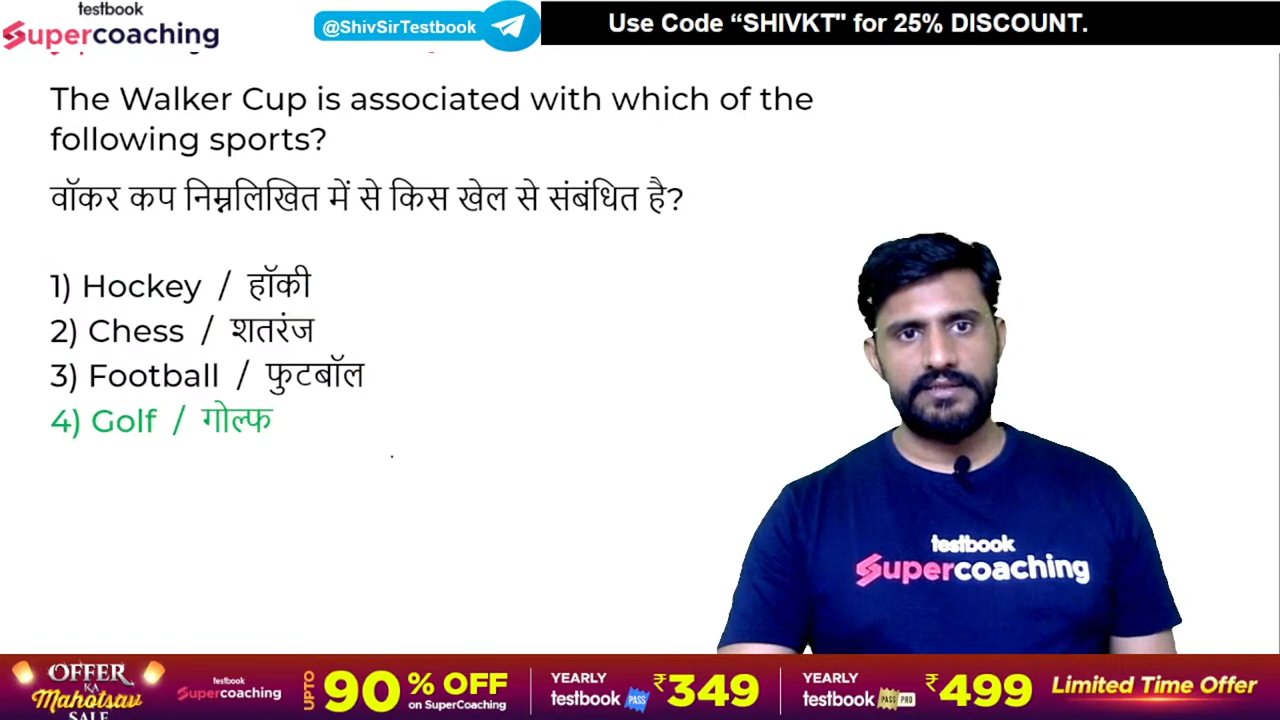 testbook
Supercoaching
@ShivSirTestbook
Use Code “SHIVKT" for 25% DISCOUNT.
The Walker Cup is associated with which of the
following sports?
वॉकर कप निम्नलिखित में से किस खेल से संबंधित है?
1) Hockey / हॉकी
2) Chess / शतरंज
3) Football / फुटबॉल
4) Golf / गोल्फ
testbook
Supercoaching
OFFER
KA
Mahotsav
SALE
testbook
Supercoaching
UPTO
90% OFF
on SuperCoaching
YEARLY
testbook PASS
₹349
YEARLY
testbook PASS PRO
₹499
Limited Time Offer